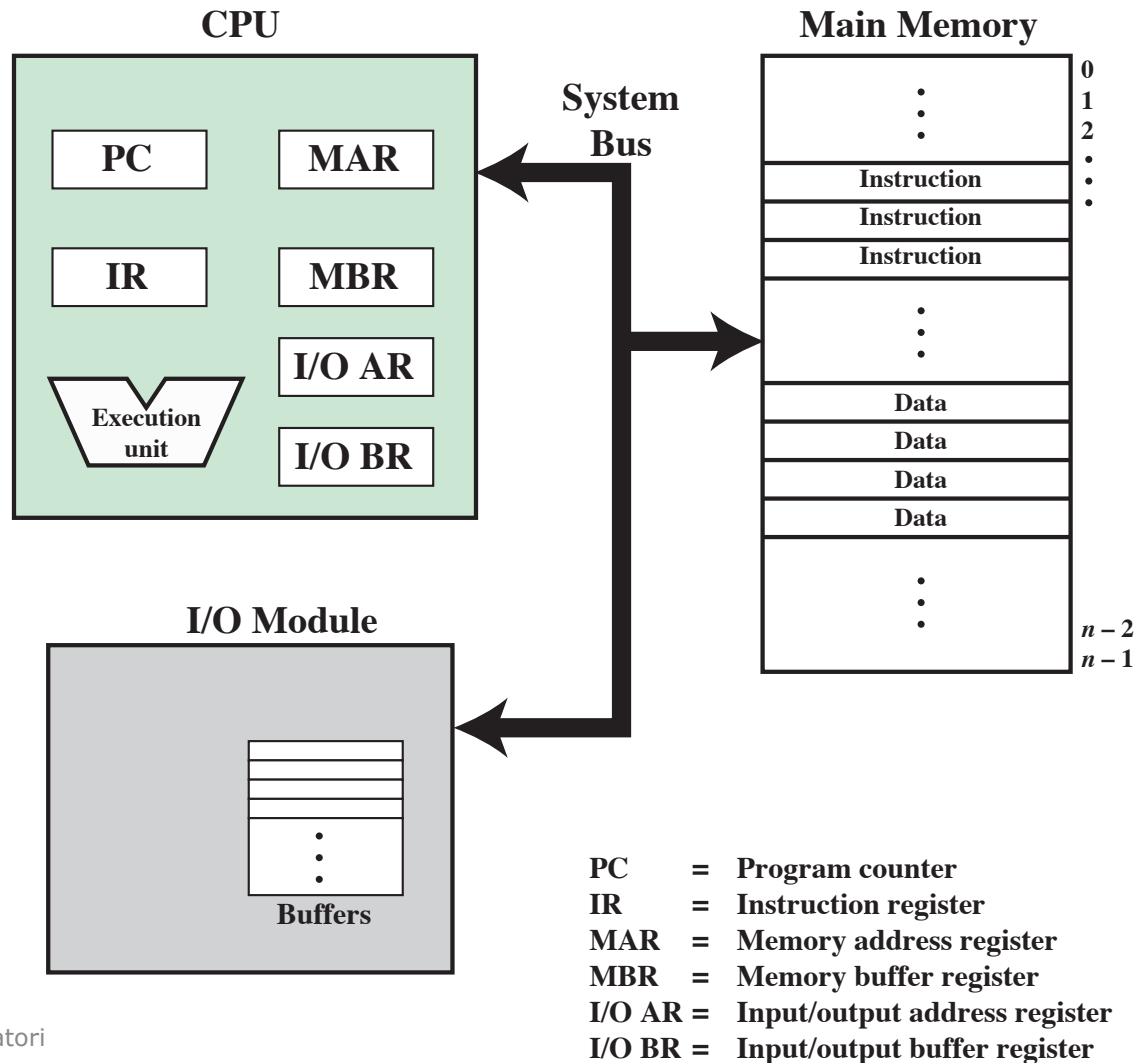 CPU
PC
MAR
IR
MBR
I/O AR
Execution
unit
I/O BR
System
Bus
Main Memory
0
1
2
Instruction
Instruction
Instruction
Data
Data
Data
Data
n – 2
n – 1
I/O Module
Buffers
PC = Program counter
IR = Instruction register
MAR = Memory address register
MBR = Memory buffer register
I/O AR = Input/output address register
I/O BR = Input/output buffer register
atori